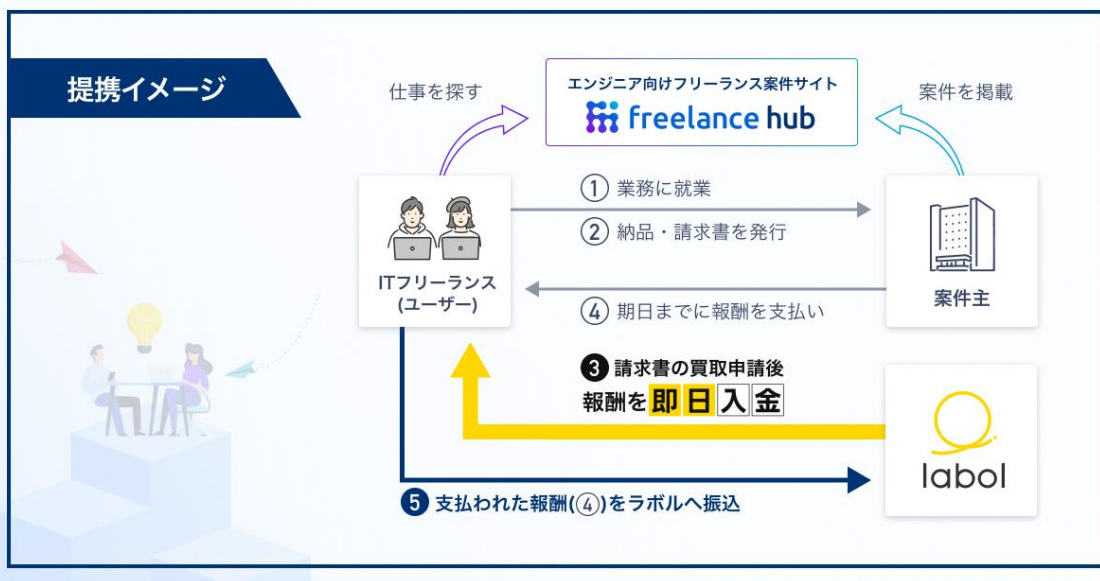 提携イメージ
仕事を探す
エンジニア向けフリーランス案件サイト
freelance hub
案件を掲載
① 業務に就業
② 納品・請求書を発行
ITフリーランス
(ユーザー)
案件主
④ 期日までに報酬を支払い
❸ 請求書の買取申請後
報酬を即日入金
labol
❺ 支払われた報酬(④)をラボルへ振込